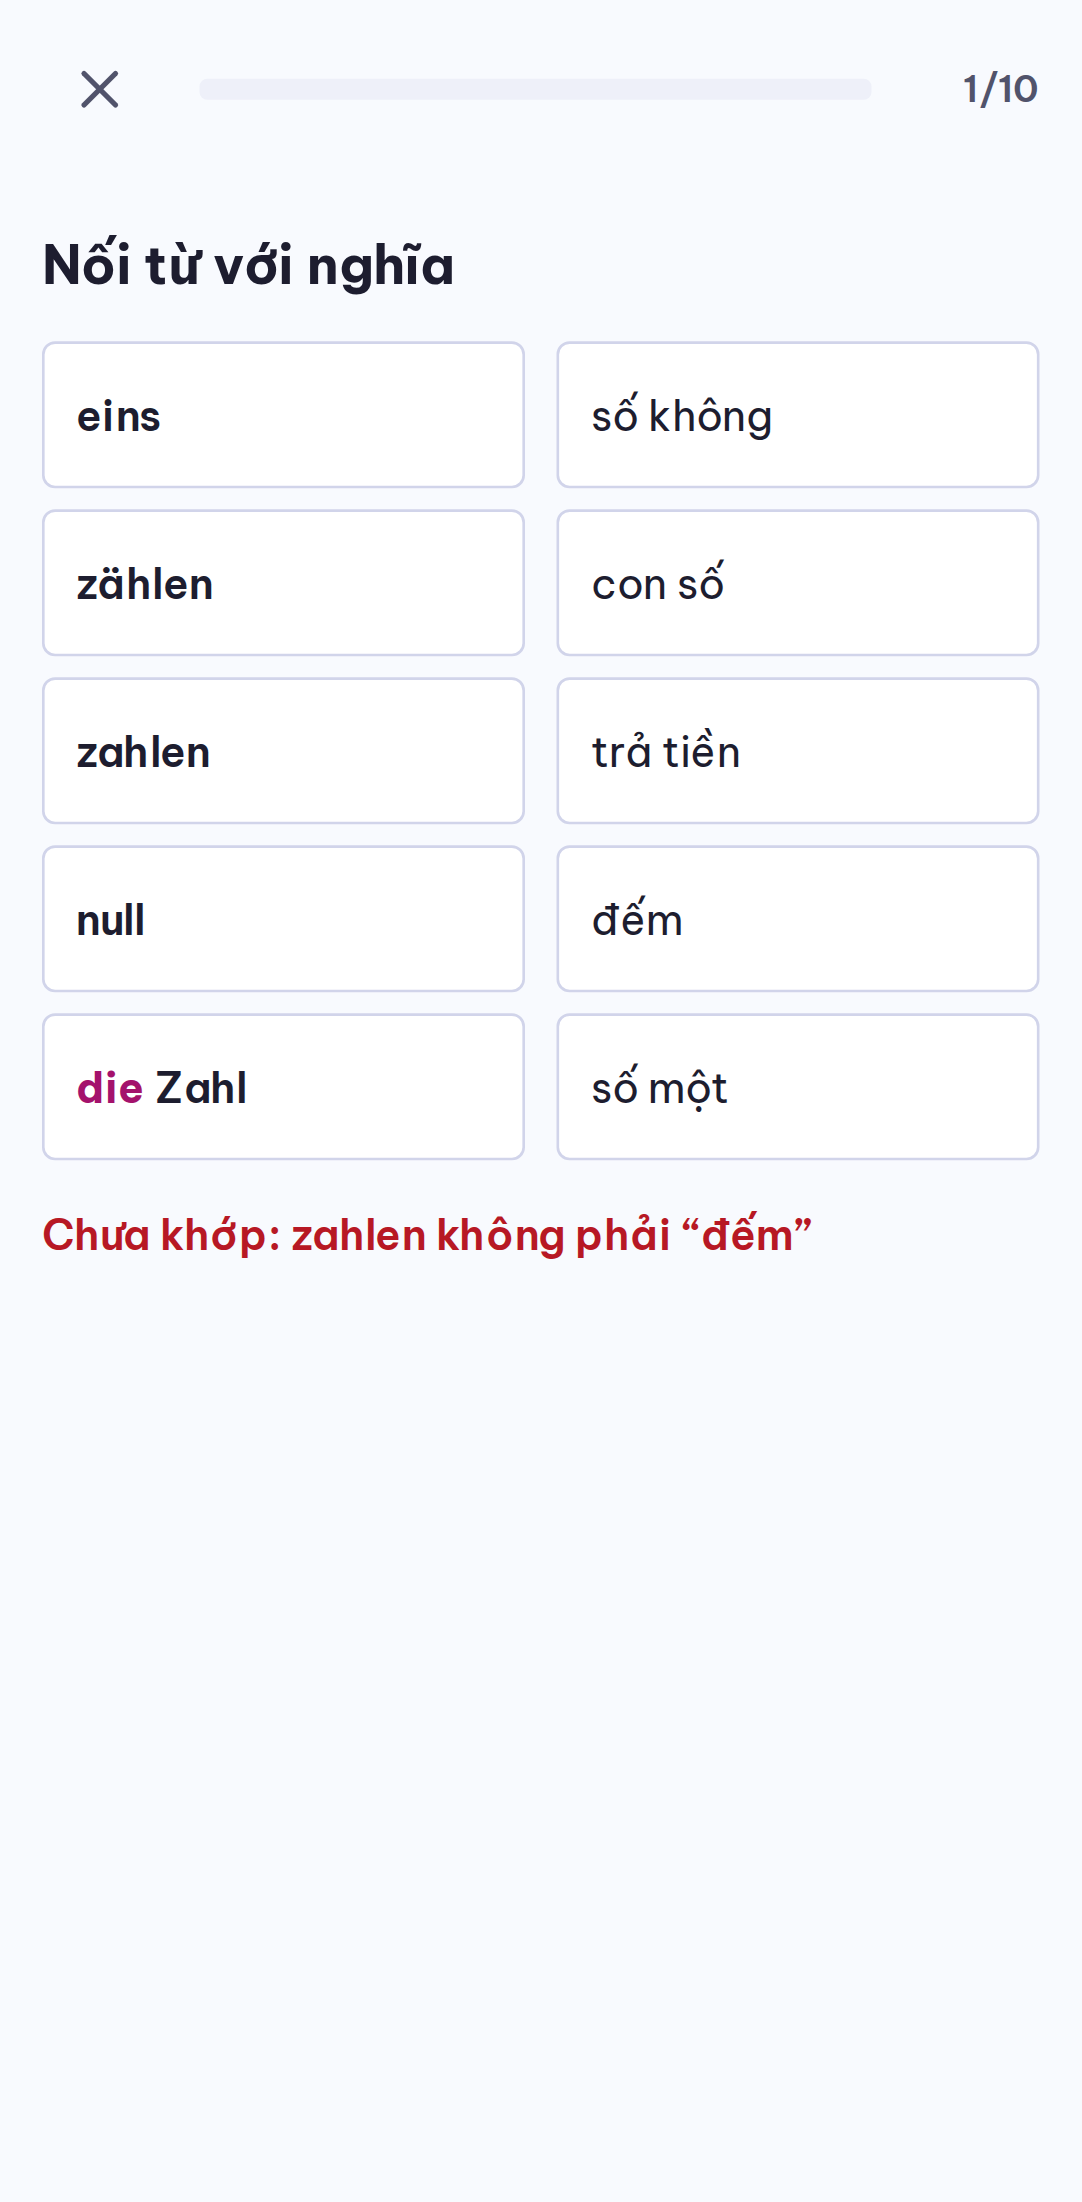 1/10
Nối từ với nghĩa
eins
số không
zählen
con số
zahlen
trả tiền
null
đếm
die Zahl
số một
Chưa khớp: zahlen không phải “đếm”